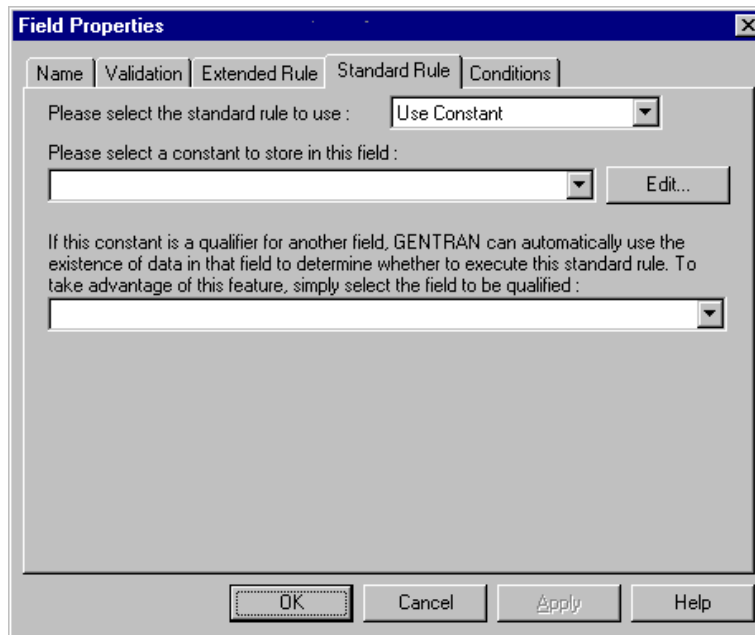 Field Properties
Name Validation Extended Rule Standard Rule Conditions
Please select the standard rule to use : Use Constant
Please select a constant to store in this field :
Edit...
If this constant is a qualifier for another field, GENTRAN can automatically use the
existence of data in that field to determine whether to execute this standard rule. To
take advantage of this feature, simply select the field to be qualified :
OK Cancel Apply Help